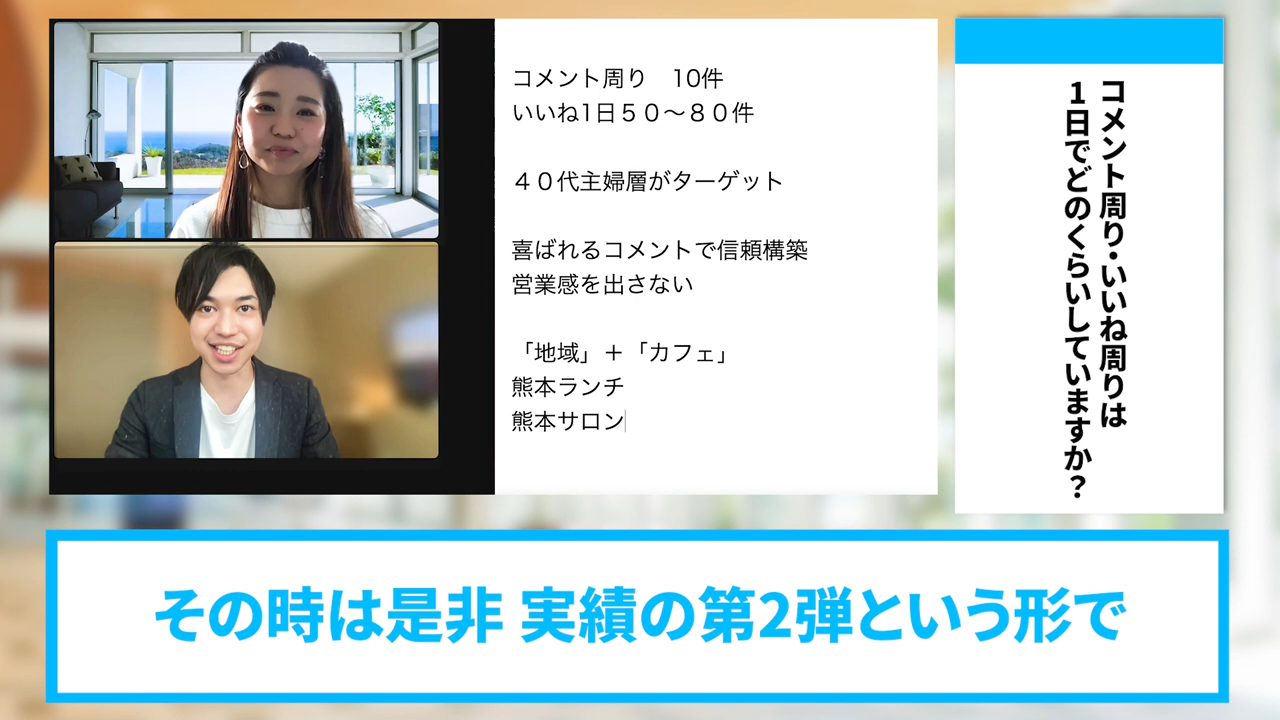 コメント周り　10件
いいね1日５０〜８０件
４０代主婦層がターゲット
喜ばれるコメントで信頼構築
営業感を出さない
「地域」＋「カフェ」
熊本ランチ
熊本サロン
コメント周り・いいね周りは
1日でどのくらいしていますか？
その時は是非 実績の第2弾という形で